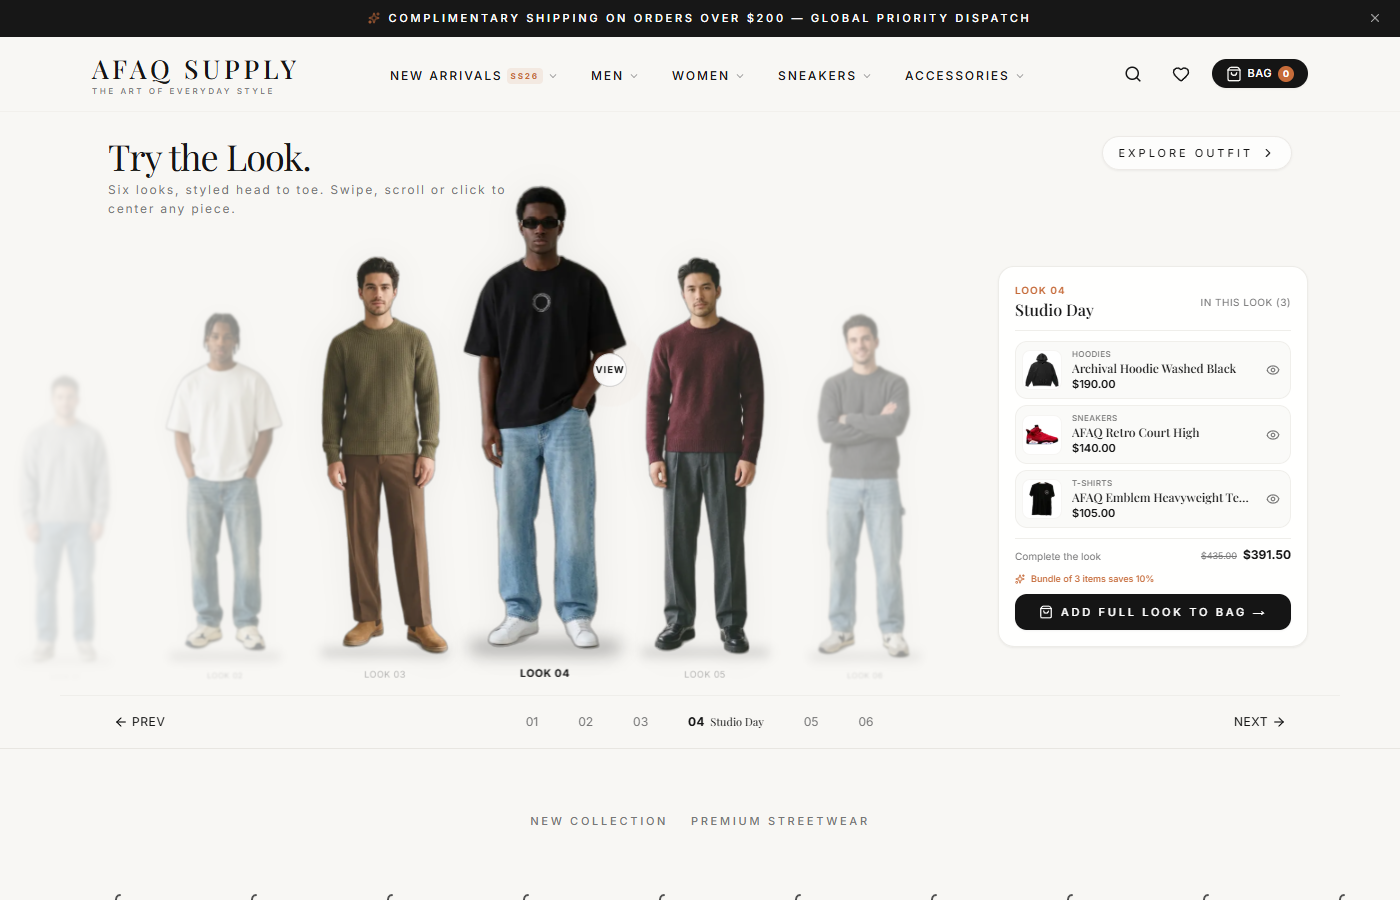 COMPLIMENTARY SHIPPING ON ORDERS OVER $200 — GLOBAL PRIORITY DISPATCH
AFAQ SUPPLY
THE ART OF EVERYDAY STYLE
NEW ARRIVALS SS26
MEN
WOMEN
SNEAKERS
ACCESSORIES
BAG 0
Try the Look.
Six looks, styled head to toe. Swipe, scroll or click to
center any piece.
EXPLORE OUTFIT
VIEW
LOOK 02
LOOK 03
LOOK 04
LOOK 05
LOOK 06
LOOK 04
Studio Day
IN THIS LOOK (3)
HOODIES
Archival Hoodie Washed Black
$190.00
SNEAKERS
AFAQ Retro Court High
$140.00
T-SHIRTS
AFAQ Emblem Heavyweight Te...
$105.00
Complete the look
$435.00 $391.50
Bundle of 3 items saves 10%
ADD FULL LOOK TO BAG →
← PREV
01
02
03
04 Studio Day
05
06
NEXT →
NEW COLLECTION PREMIUM STREETWEAR